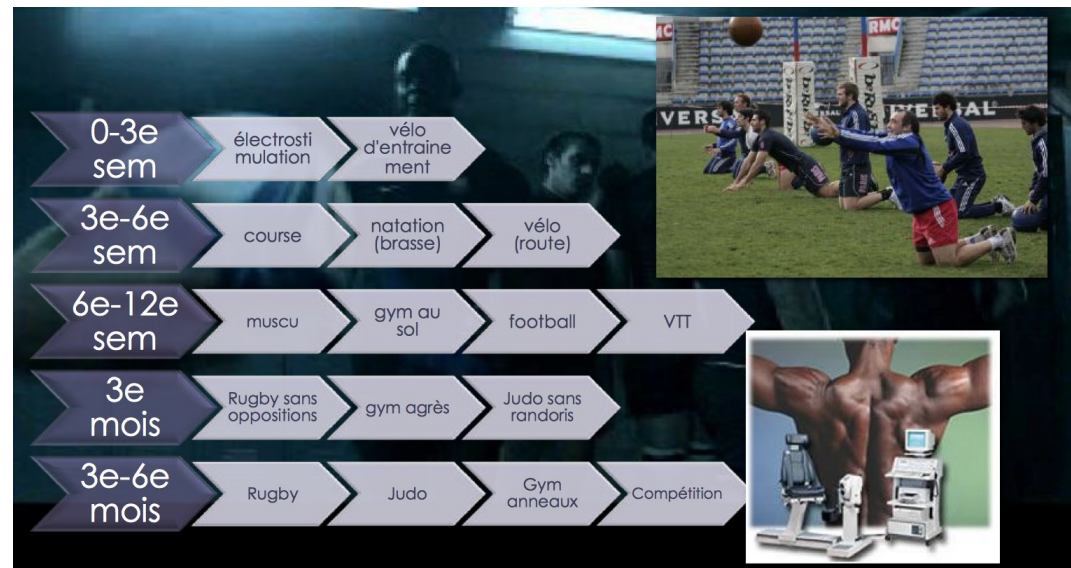 0-3e
sem
électrosti
mulation
vélo
d'entraine
ment
3e-6e
sem
course
natation
(brasse)
vélo
(route)
6e-12e
sem
muscu
gym au
sol
football
VTT
3e
mois
Rugby sans
oppositions
gym agrès
Judo sans
randoris
3e-6e
mois
Rugby
Judo
Gym
anneaux
Compétition
RMC
VERSAL